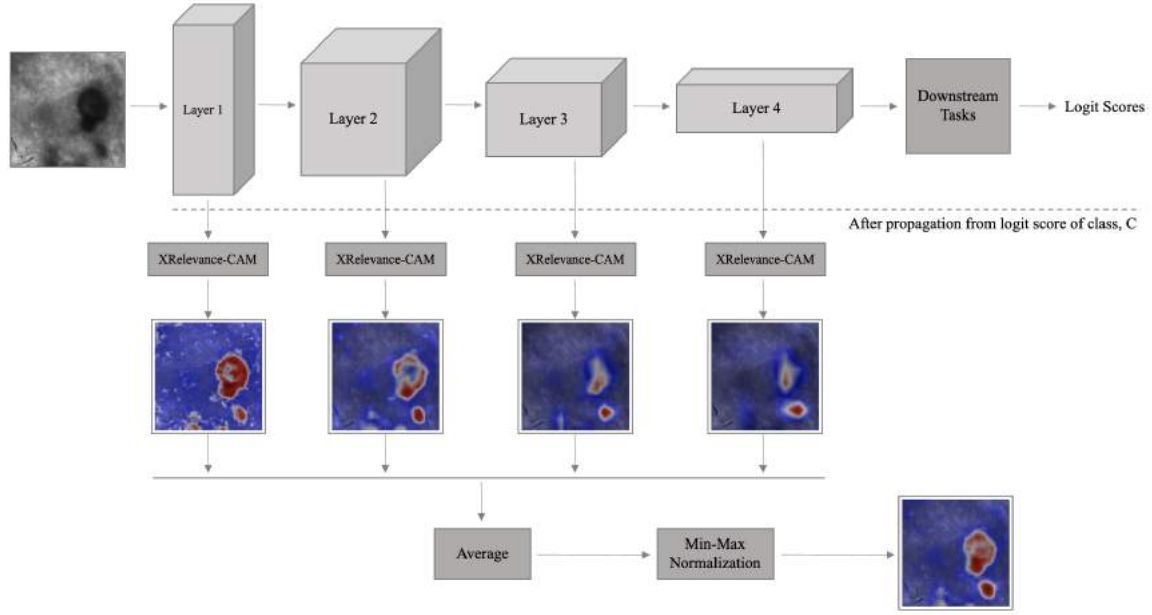 Layer 1
Layer 2
Layer 3
Layer 4
Downstream
Tasks
Logit Scores
After propagation from logit score of class, C
XRelevance-CAM
XRelevance-CAM
XRelevance-CAM
XRelevance-CAM
Average
Min-Max
Normalization